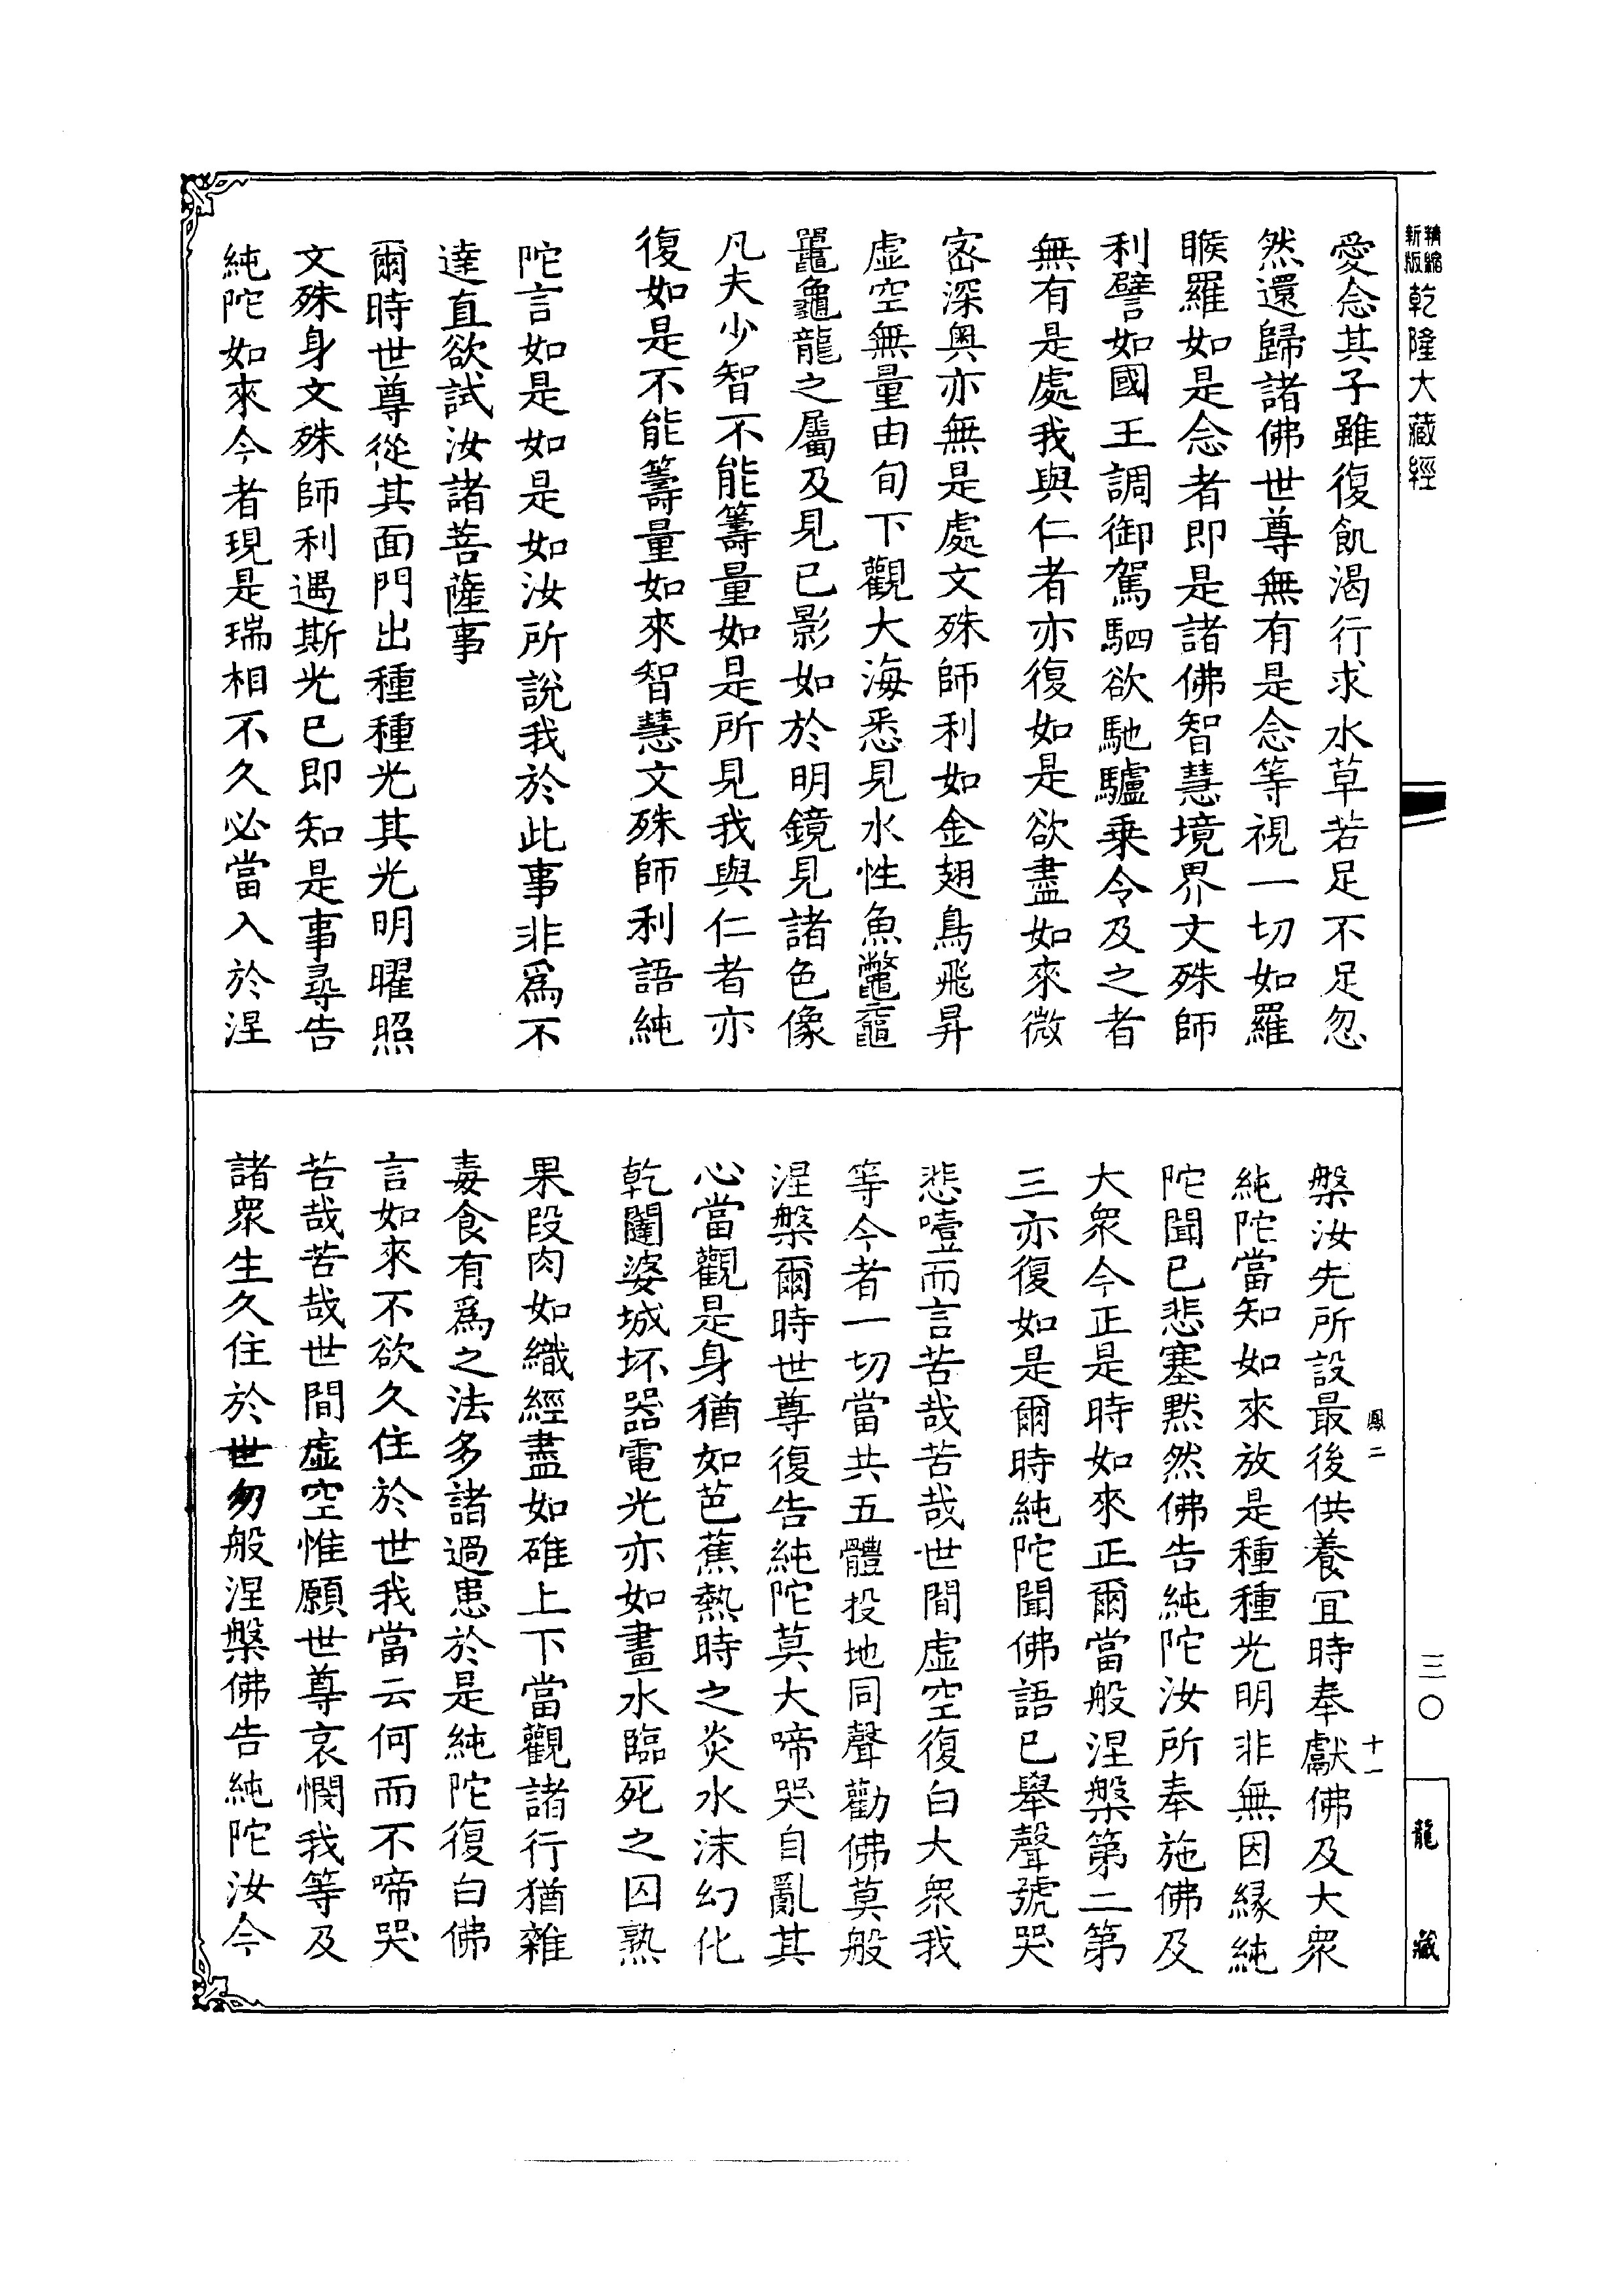 精縮新版乾隆大藏經
愛念其子雖復飢渴行求水草若足不足忽
然還歸諸佛世尊無有是念等視一切如羅
睺羅如是念者即是諸佛智慧境界文殊師
利譬如國王調御駕駟欲馳驢乗令及之者
無有是處我與仁者亦復如是欲盡如來微
密深奥亦無是處文殊師利如金翅鳥飛昇
虛空無量由旬下觀大海悉見水性魚鼈黿
鼉龜龍之屬及見已影如於明鏡見諸色像
凡夫少智不能籌量如是所見我與仁者亦
復如是不能籌量如來智慧文殊師利語純
陀言如是如是如汝所說我於此事非爲不
達直欲試汝諸菩薩事
爾時世尊從其面門出種種光其光明曜照
文殊身文殊師利遇斯光已即知是事尋告
純陀如來今者現是瑞相不久必當入於涅
槃汝先所設最後供養宜時奉獻佛及大衆
純陀當知如來放是種種光明非無因緣純
陀聞已悲塞黙然佛告純陀汝所奉施佛及
大衆今正是時如來正爾當般涅槃第二第
三亦復如是爾時純陀聞佛語已舉聲號哭
悲噎而言苦哉苦哉世間虛空復白大衆我
等今者一切當共五體投地同聲勸佛莫般
涅槃爾時世尊復告純陀莫大啼哭自亂其
心當觀是身猶如芭蕉熱時之炎水沫幻化
乾闥婆城坏器電光亦如畫水臨死之囚熟
果段肉如織經盡如碓上下當觀諸行猶雜
毒食有爲之法多諸過患於是純陀復白佛
言如來不欲久住於世我當云何而不啼哭
苦哉苦哉世間虛空惟願世尊哀憫我等及
諸衆生久住於世勿般涅槃佛告純陀汝今
鳳二
十一
三〇
龍藏